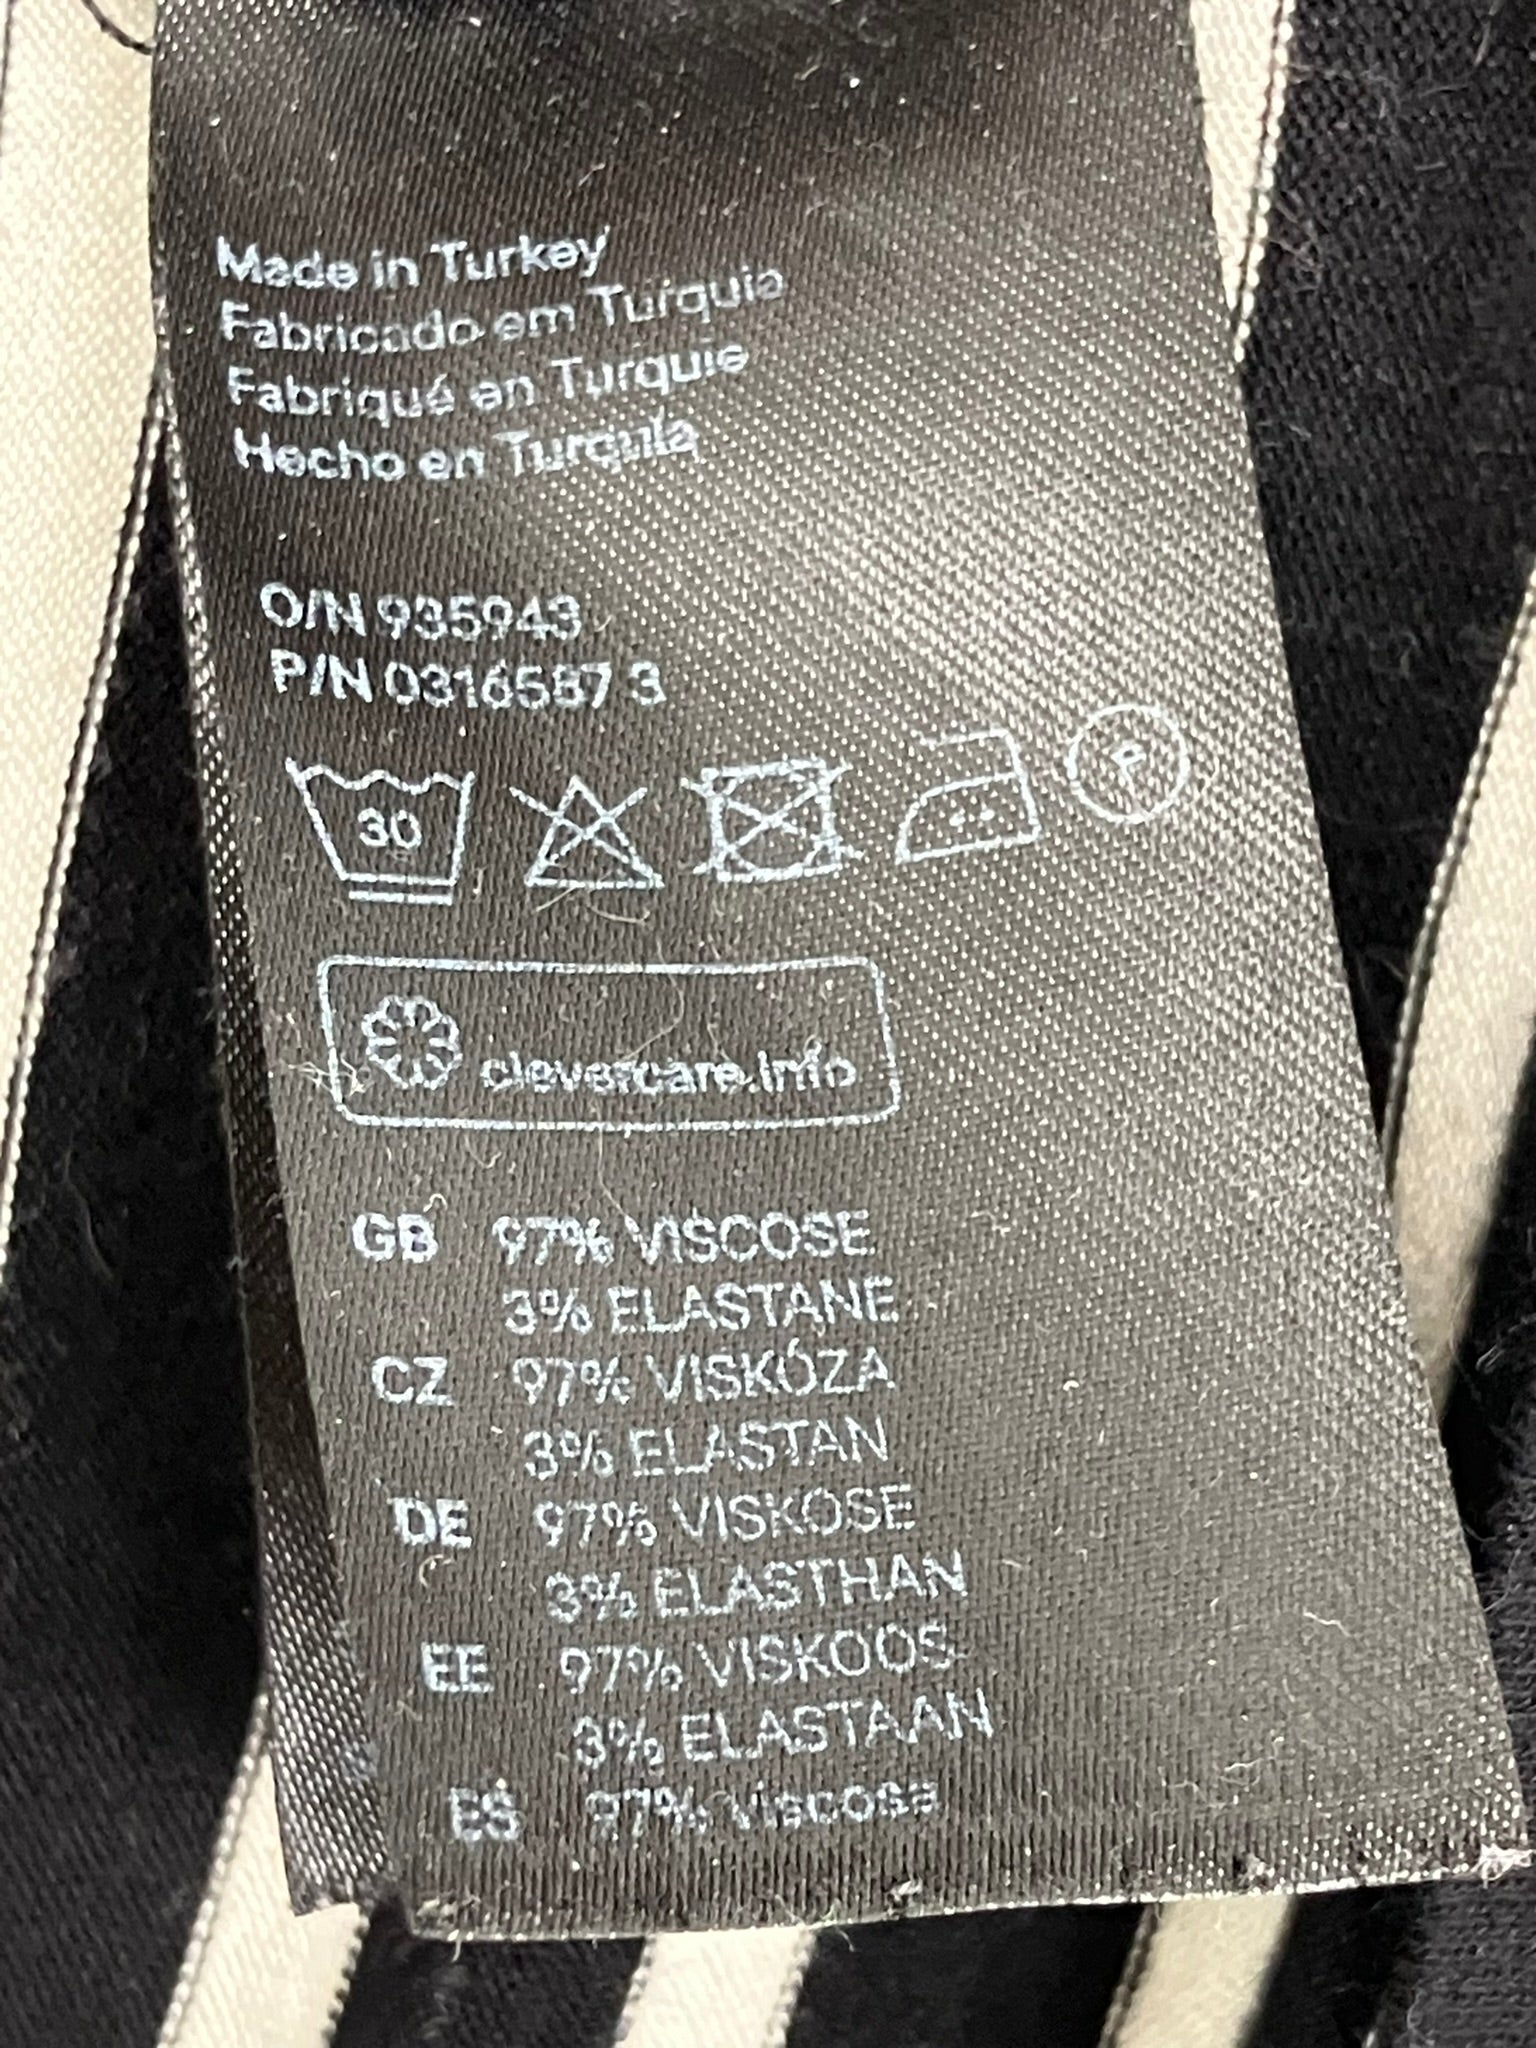 Made in Turkey
Fabricado em Turquia
Fabriqué en Turquie
Hecho en Turquía
O/N 935943
P/N 0316587 3
30
P
clevercare.info
GB 97% VISCOSE
3% ELASTANE
CZ 97% VISKÓZA
3% ELASTAN
DE 97% VISKOSE
3% ELASTHAN
EE 97% VISKOOS
3% ELASTAAN
ES 97% viscosa